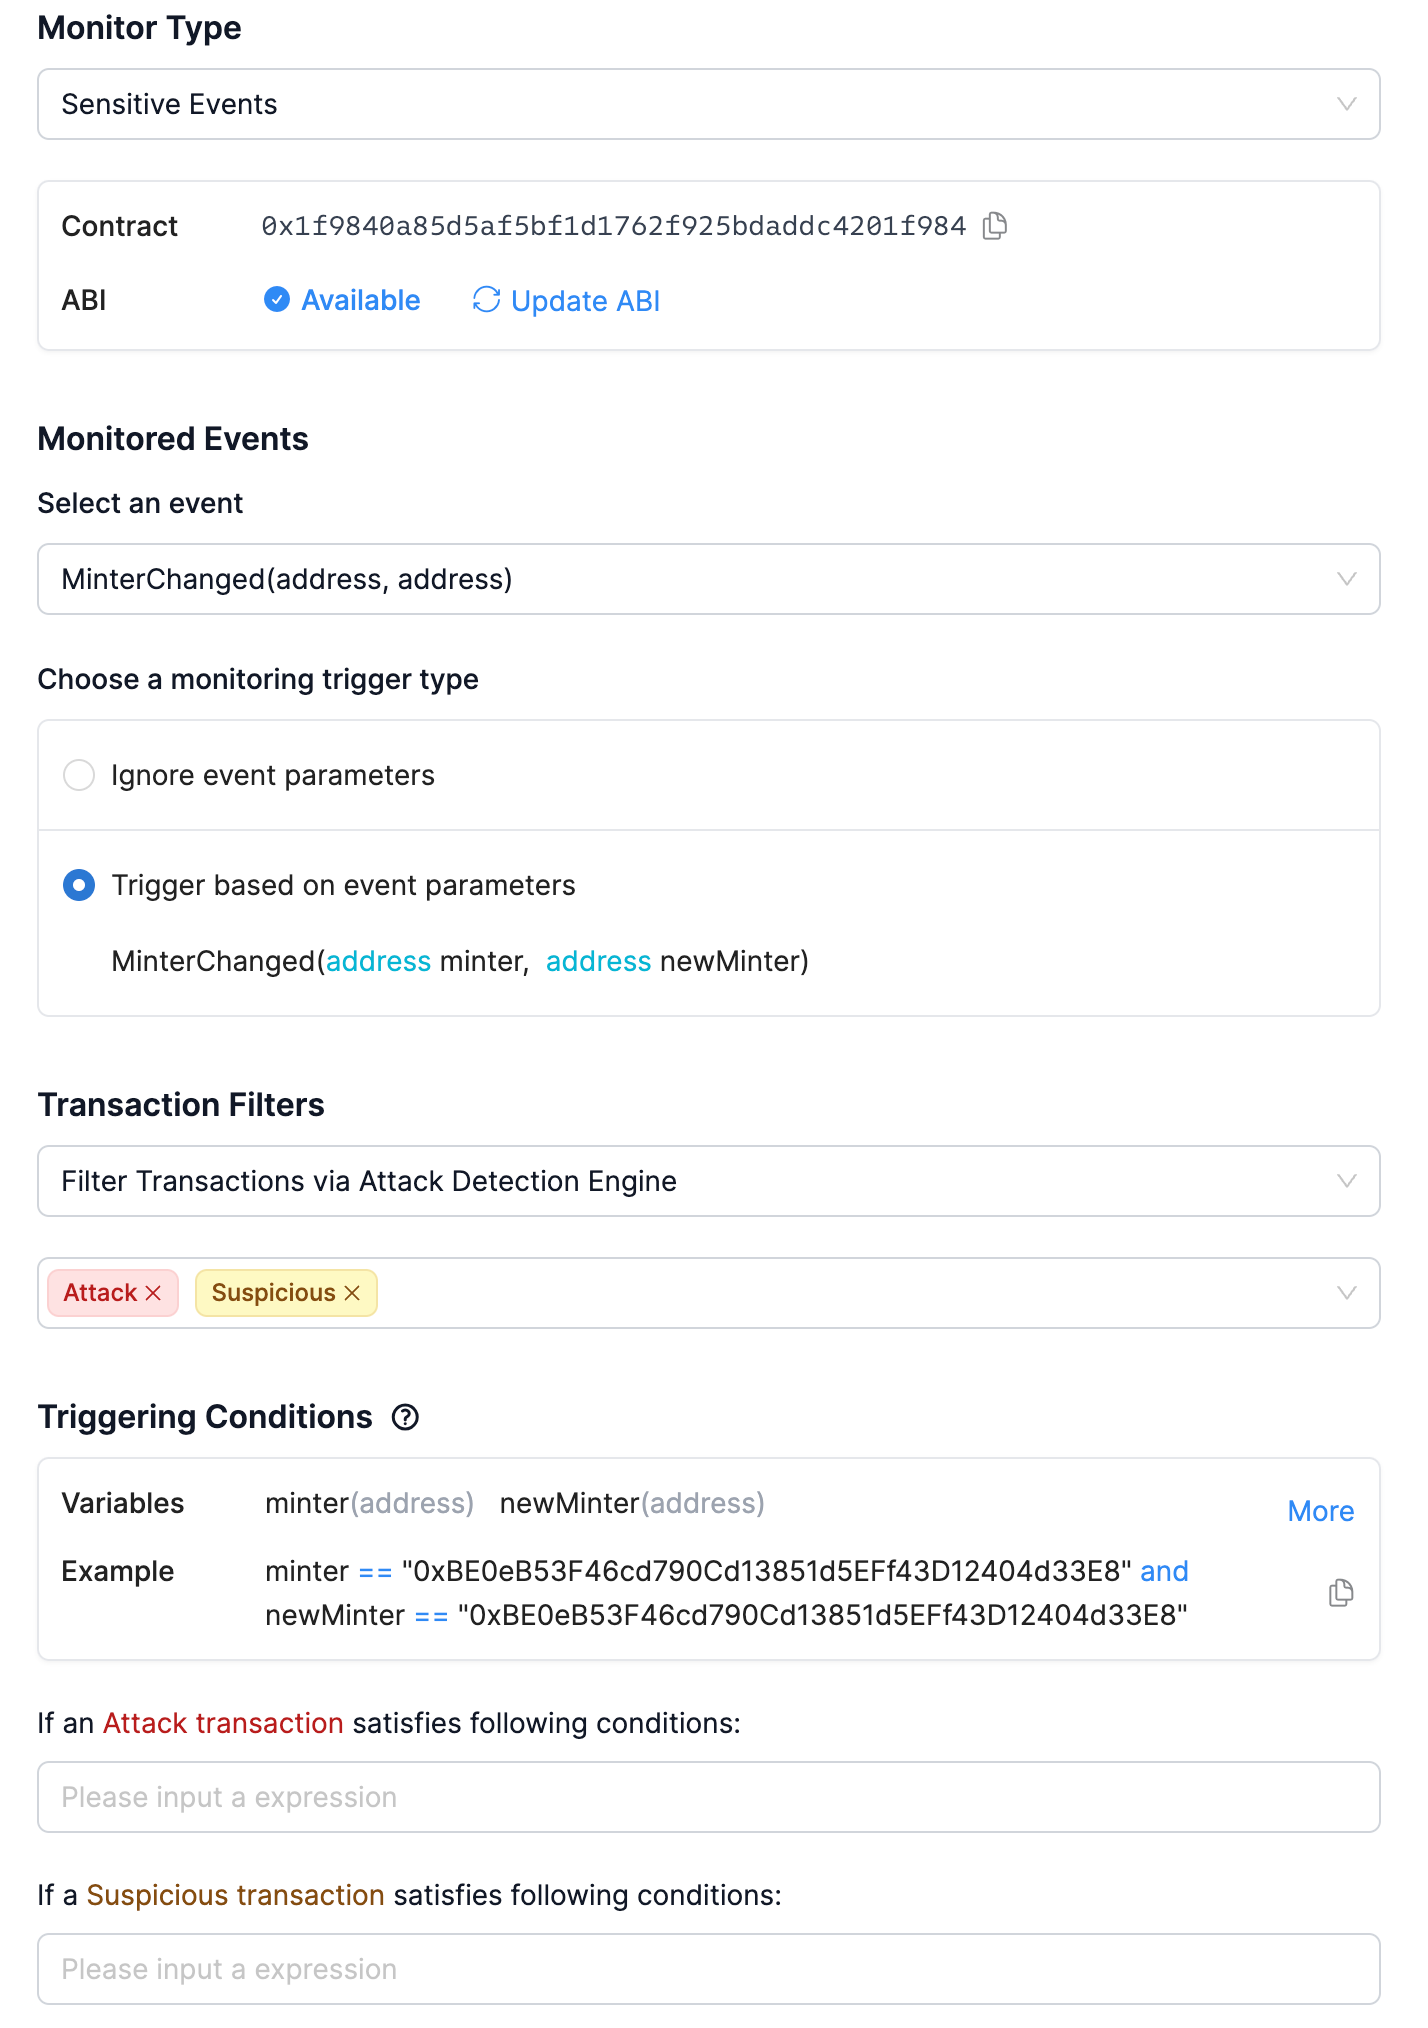 Monitor Type
Sensitive Events
Contract 0x1f9840a85d5af5bf1d1762f925bdaddc4201f984
ABI Available Update ABI
Monitored Events
Select an event
MinterChanged(address, address)
Choose a monitoring trigger type
Ignore event parameters
Trigger based on event parameters
MinterChanged(address minter, address newMinter)
Transaction Filters
Filter Transactions via Attack Detection Engine
Attack Suspicious
Triggering Conditions
Variables minter(address) newMinter(address) More
Example minter == "0xBE0eB53F46cd790Cd13851d5EFf43D12404d33E8" and
newMinter == "0xBE0eB53F46cd790Cd13851d5EFf43D12404d33E8"
If an Attack transaction satisfies following conditions:
Please input a expression
If a Suspicious transaction satisfies following conditions:
Please input a expression